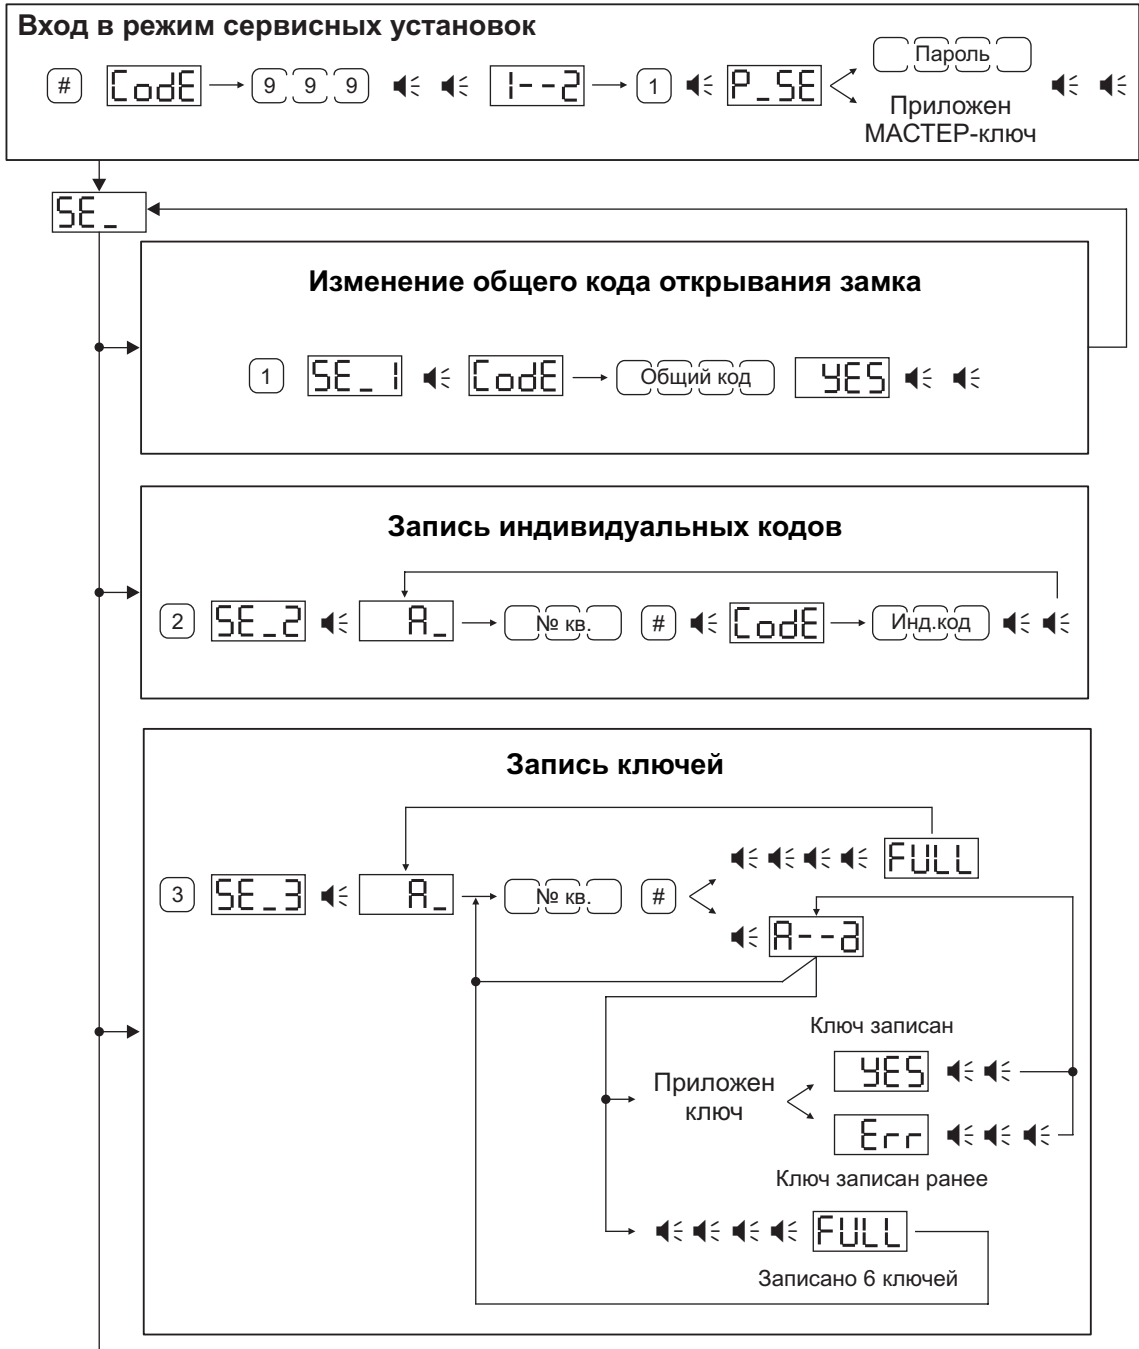 Вход в режим сервисных установок
# CodE 9 9 9 1--2 1 P_SE Пароль
Приложен
МАСТЕР-ключ
SE_
Изменение общего кода открывания замка
1 SE_1 CodE Общий код YES
Запись индивидуальных кодов
2 SE_2 A_ № кв. # CodE Инд.код
Запись ключей
FULL
3 SE_3 A_ № кв. #
A--a
Ключ записан
YES
Приложен
ключ
Err
Ключ записан ранее
FULL
Записано 6 ключей